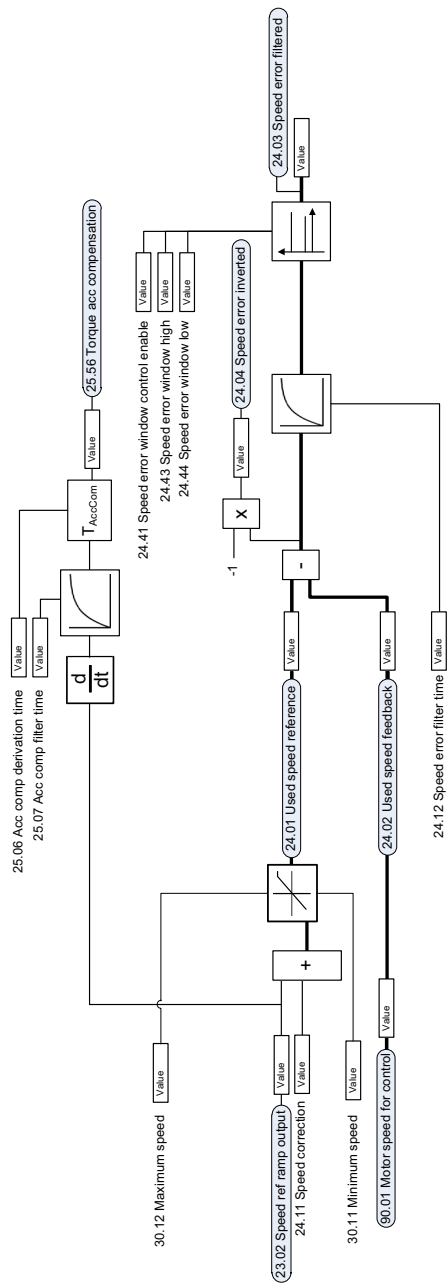 25.06 Acc comp derivation time
Value
25.07 Acc comp filter time
Value
d
dt
T AccCom
Value
25.56 Torque acc compensation
24.41 Speed error window control enable
Value
24.43 Speed error window high
Value
24.44 Speed error window low
Value
30.12 Maximum speed
Value
-1
x
Value
24.04 Speed error inverted
23.02 Speed ref ramp output
Value
24.11 Speed correction
Value
+
24.01 Used speed reference
Value
-
Value
24.03 Speed error filtered
30.11 Minimum speed
Value
90.01 Motor speed for control
Value
24.02 Used speed feedback
Value
24.12 Speed error filter time
Value